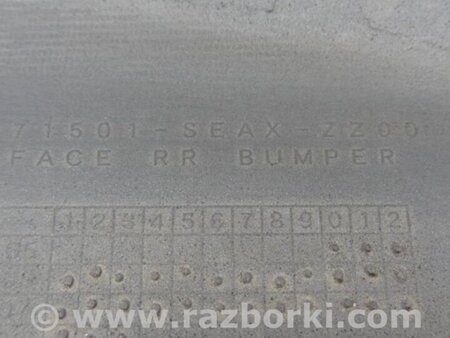 71501-SEAX-ZZ00
FACE RR BUMPER
1 2 3 4 5 6 7 8 9 0 1 2
05
www.razborki.com